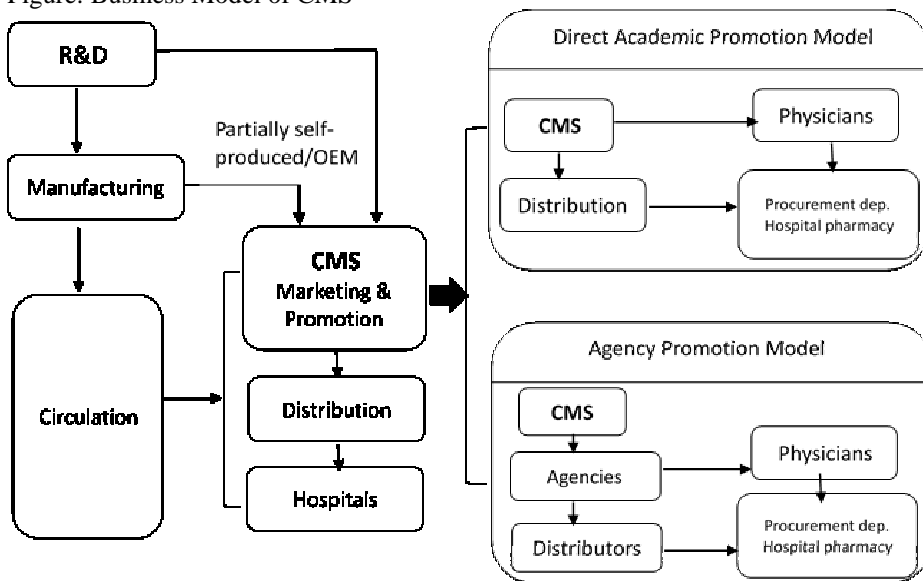 Figure: Business Model of CMS
R&D
Manufacturing
Circulation
Partially self-
produced/OEM
CMS
Marketing &
Promotion
Distribution
Hospitals
Direct Academic Promotion Model
CMS
Physicians
Distribution
Procurement dep.
Hospital pharmacy
Agency Promotion Model
CMS
Agencies
Physicians
Distributors
Procurement dep.
Hospital pharmacy